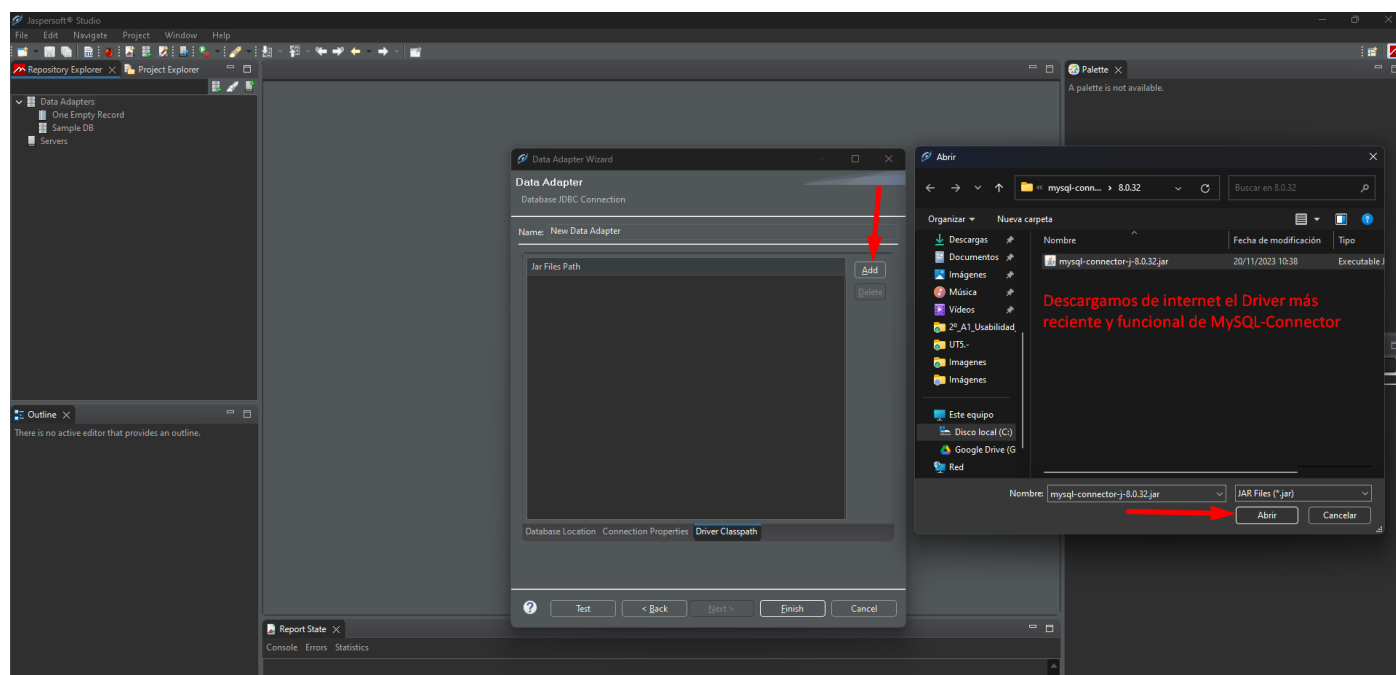 Jaspersoft® Studio
File Edit Navigate Project Window Help
Repository Explorer
Project Explorer
Data Adapters
One Empty Record
Sample DB
Servers
Outline
There is no active editor that provides an outline.
Palette
A palette is not available.
Data Adapter Wizard
Data Adapter
Database JDBC Connection
Name: New Data Adapter
Jar Files Path
Add
Delete
Database Location Connection Properties Driver Classpath
Test < Back Next > Finish Cancel
Report State
Console Errors Statistics
Abrir
« mysql-conn... › 8.0.32
Buscar en 8.0.32
Organizar Nueva carpeta
Descargas
Documentos
Imágenes
Música
Vídeos
2º_A1_Usabilidad_
UT5.-
Imagenes
Imágenes
Este equipo
Disco local (C:)
Google Drive (G
Red
Nombre Fecha de modificación Tipo
mysql-connector-j-8.0.32.jar 20/11/2023 10:38 Executable J
Descargamos de internet el Driver más
reciente y funcional de MySQL-Connector
Nombre: mysql-connector-j-8.0.32.jar JAR Files (*.jar)
Abrir Cancelar